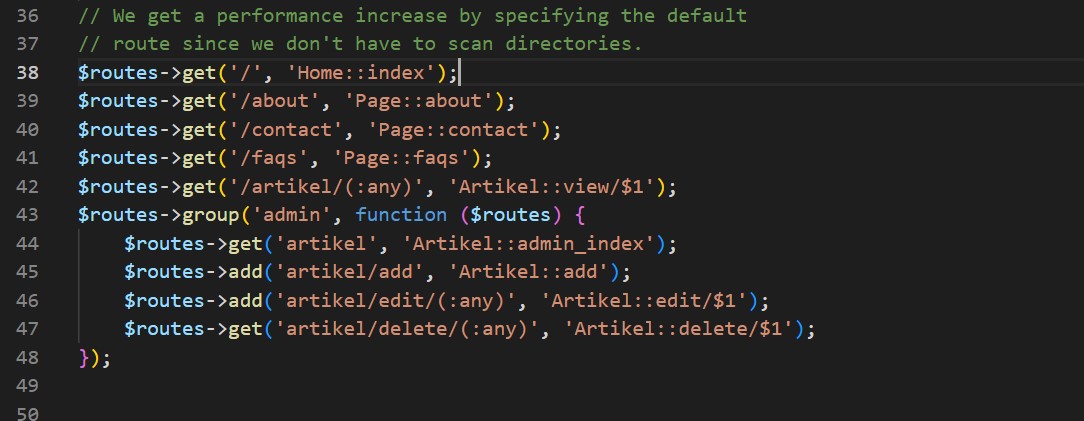 36 // We get a performance increase by specifying the default
37 // route since we don't have to scan directories.
38 $routes->get('/', 'Home::index');
39 $routes->get('/about', 'Page::about');
40 $routes->get('/contact', 'Page::contact');
41 $routes->get('/faqs', 'Page::faqs');
42 $routes->get('/artikel/(:any)', 'Artikel::view/$1');
43 $routes->group('admin', function ($routes) {
44     $routes->get('artikel', 'Artikel::admin_index');
45     $routes->add('artikel/add', 'Artikel::add');
46     $routes->add('artikel/edit/(:any)', 'Artikel::edit/$1');
47     $routes->get('artikel/delete/(:any)', 'Artikel::delete/$1');
48 });
49
50